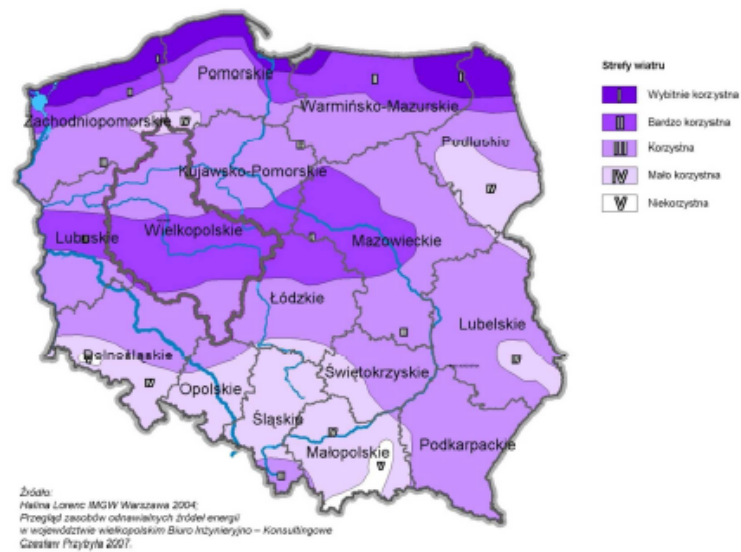 Pomorskie
Warmińsko-Mazurskie
Zachodniopomorskie
Podlaskie
Kujawsko-Pomorskie
Wielkopolskie
Lubuskie
Mazowieckie
Łódzkie
Lubelskie
Dolnośląskie
Opolskie
Świętokrzyskie
Śląskie
Małopolskie
Podkarpackie
Strefy wiatru
I Wybitnie korzystna
II Bardzo korzystna
III Korzystna
IV Mało korzystna
V Niekorzystna
Źródło:
Halina Lorenc IMGW Warszawa 2004;
Przegląd zasobów odnawialnych źródeł energii
w województwie wielkopolskim Biuro Inżynieryjno – Konsultingowe
Czesław Przybyła 2007.